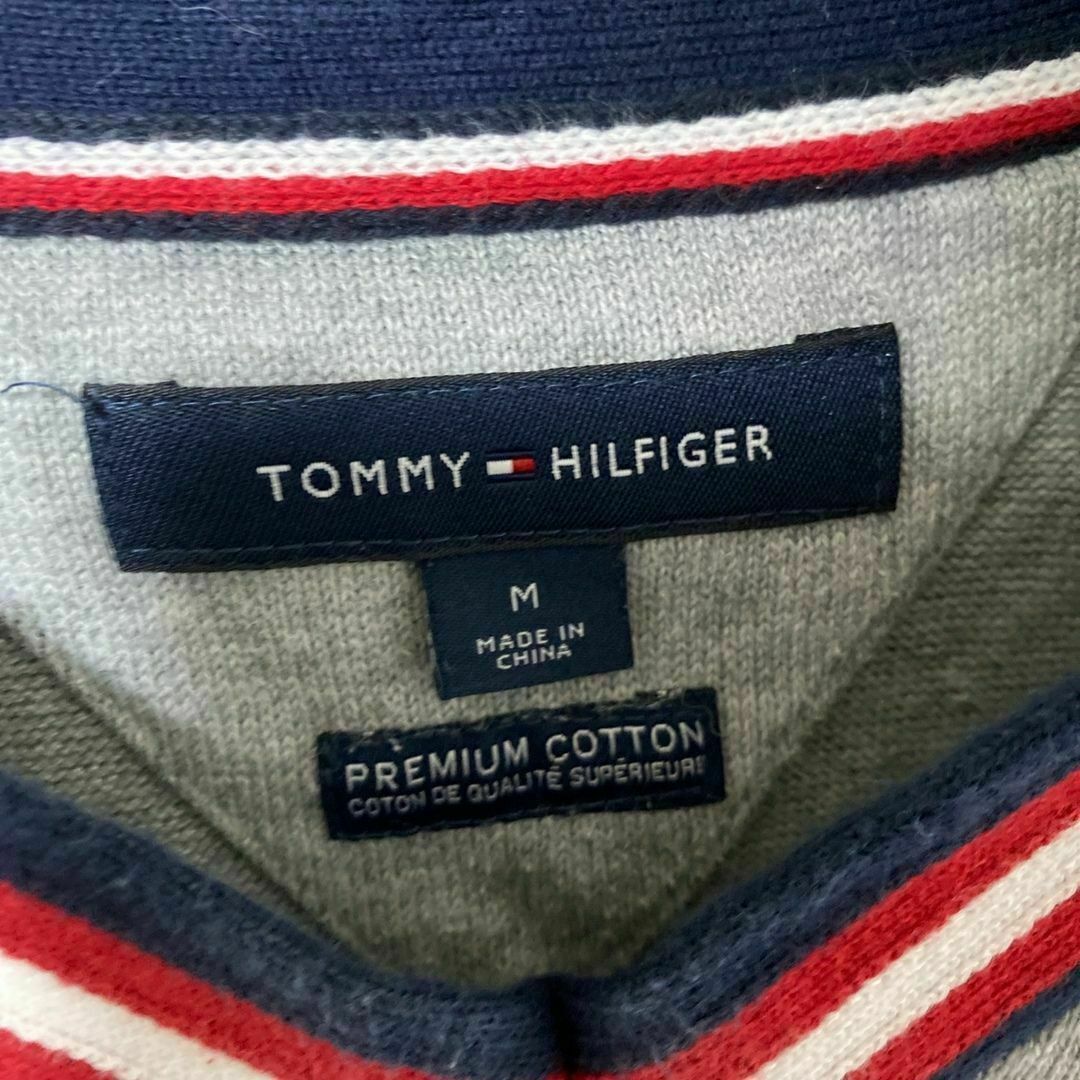 TOMMY HILFIGER
M
MADE IN
CHINA
PREMIUM COTTON
COTON DE QUALITÉ SUPÉRIEURE